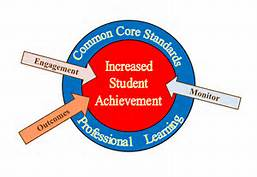 Common Core Standards
Engagement
Increased
Student
Achievement
Monitor
Outcomes
Professional Learning